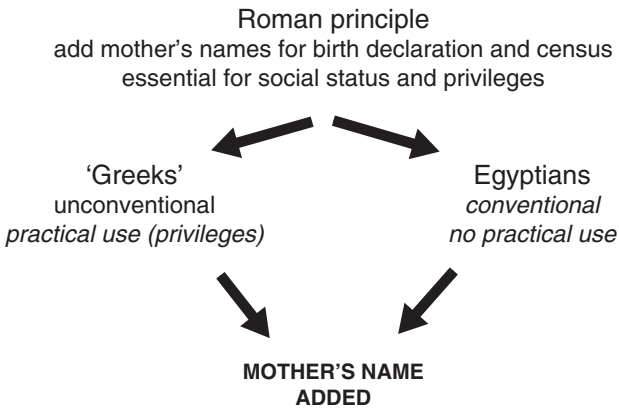 Roman principle
add mother's names for birth declaration and census
essential for social status and privileges
‘Greeks’
unconventional
practical use (privileges)
Egyptians
conventional
no practical use
MOTHER'S NAME
ADDED